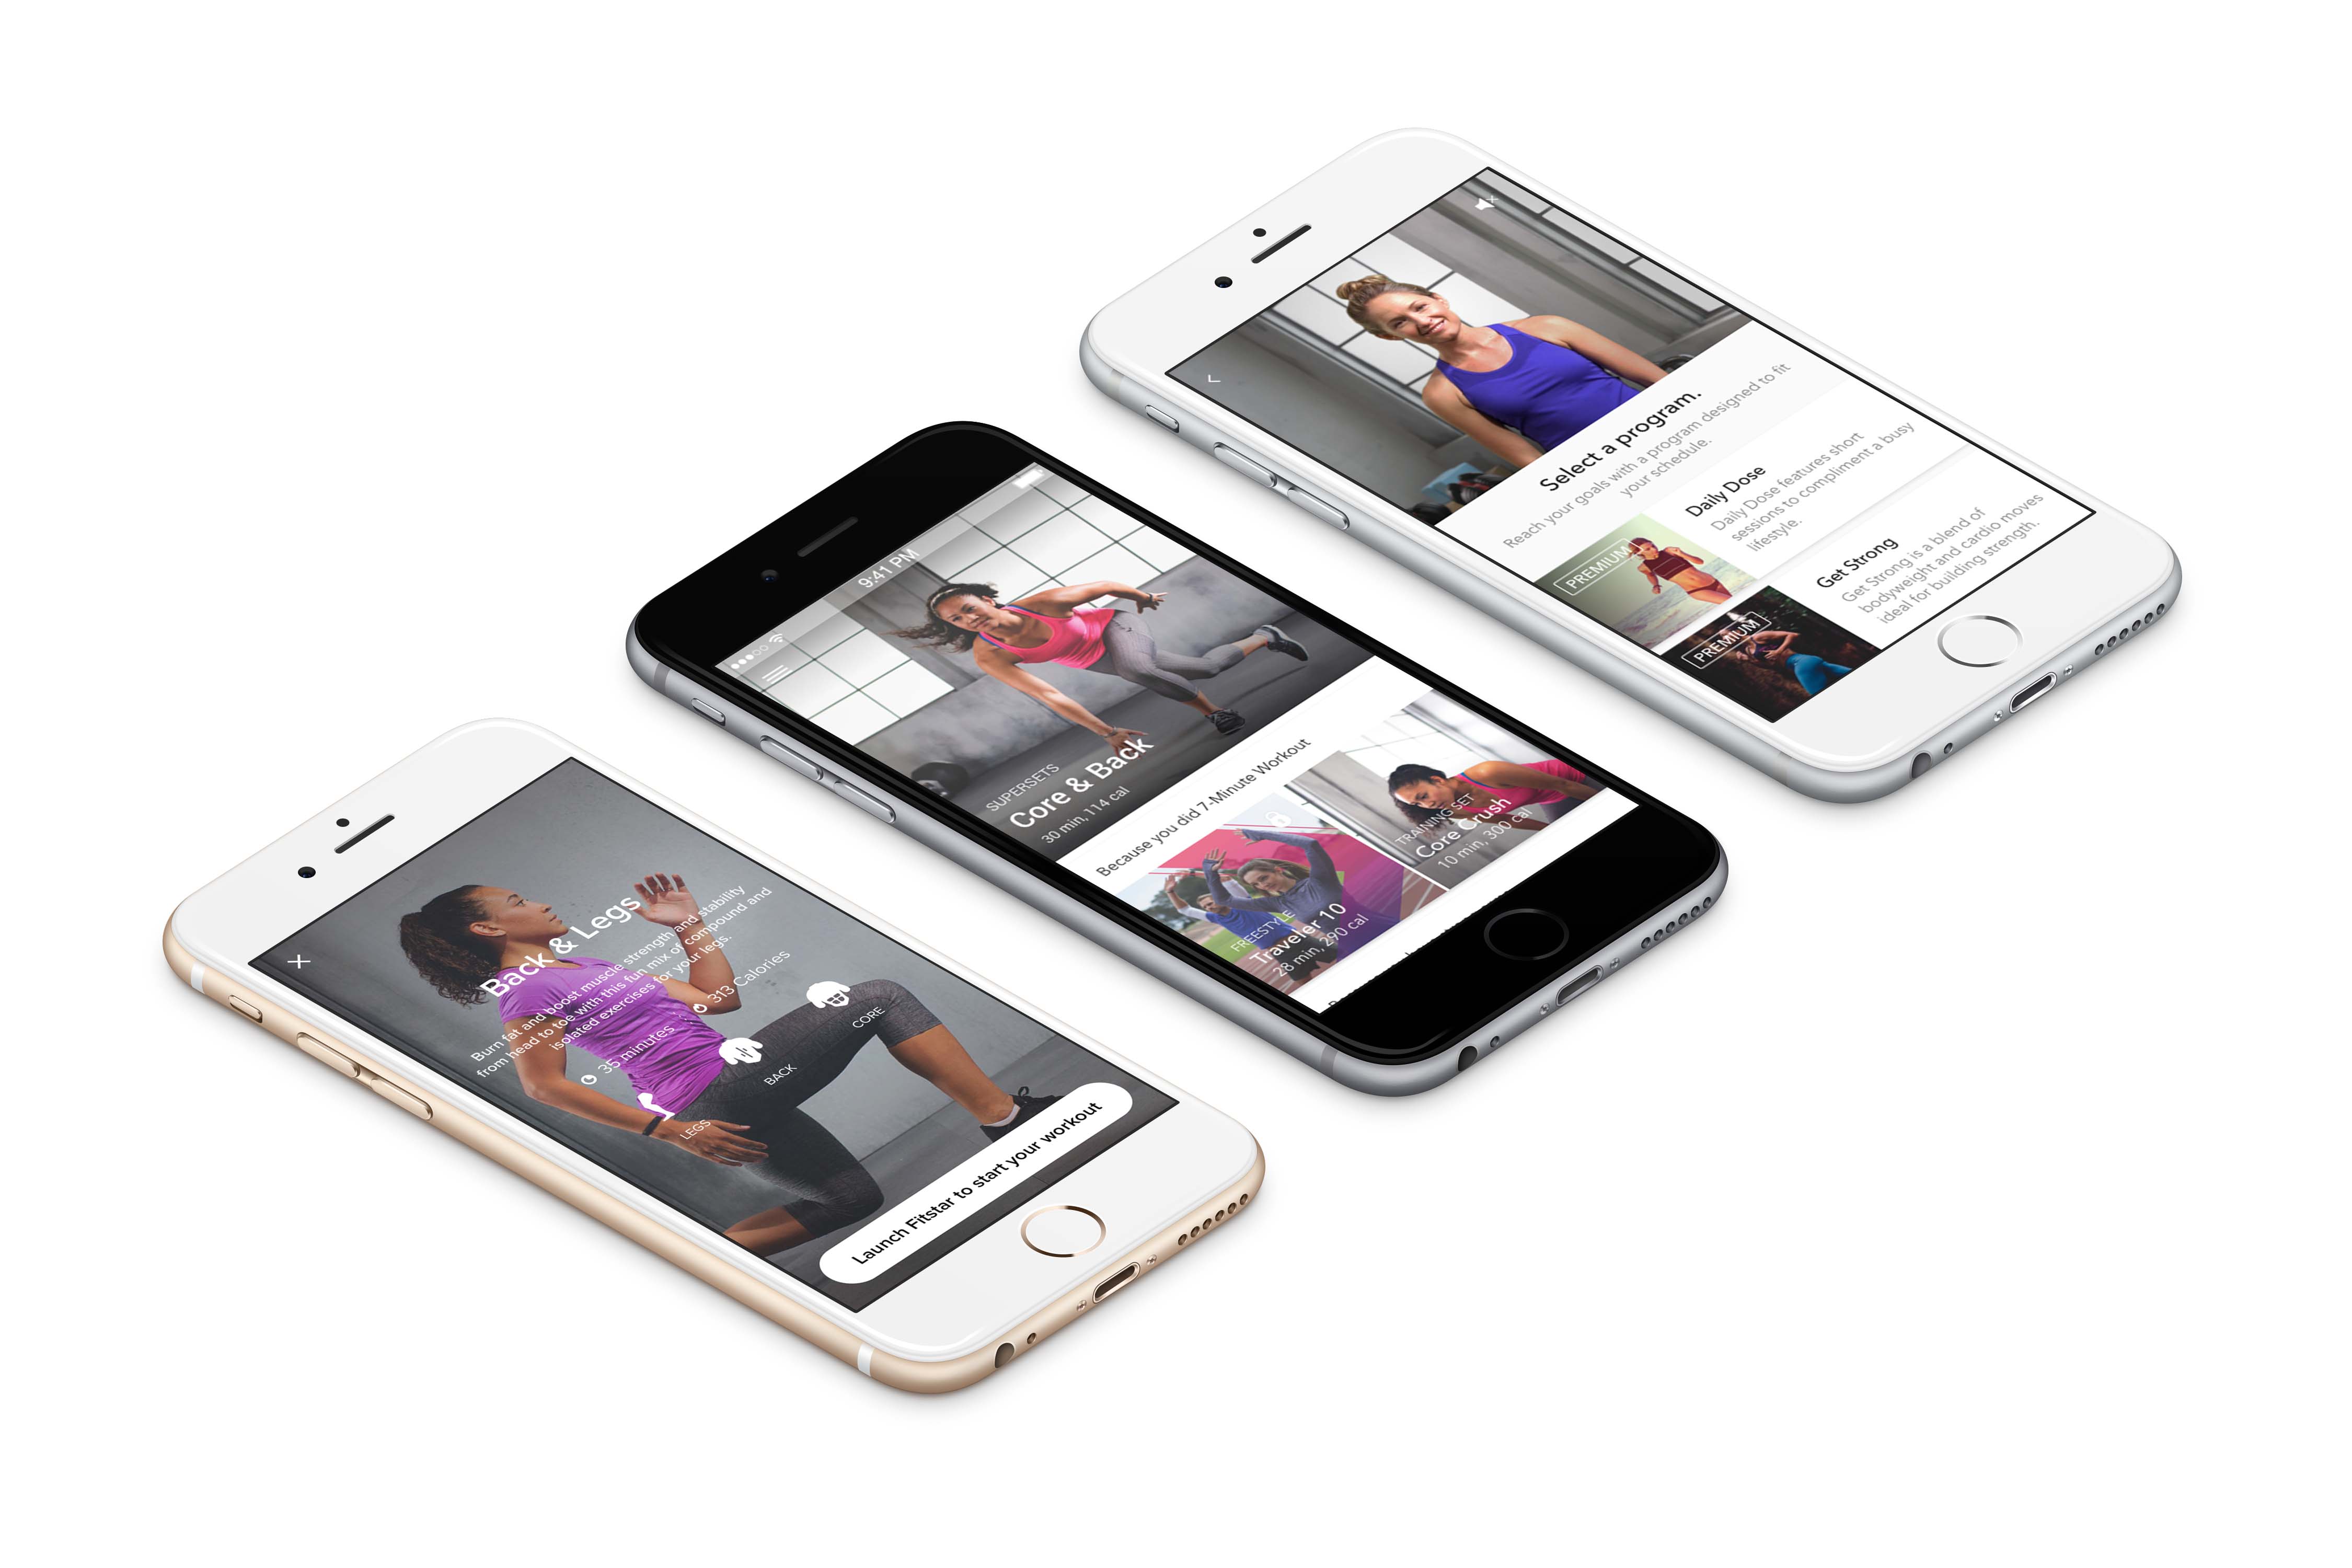 Back & Legs
Burn fat and boost muscle strength and stability
from head to toe with this fun mix of compound and
isolated exercises for your legs.
35 minutes
313 Calories
LEGS
BACK
CORE
Launch Fitstar to start your workout
9:41 PM
SUPERSETS
Core & Back
30 min, 114 cal
Because you did 7-Minute Workout
FREESTYLE
Traveler 10
28 min, 290 cal
TRAINING SET
Core Crush
10 min, 300 cal
Select a program.
Reach your goals with a program designed to fit
your schedule.
PREMIUM
Daily Dose
Daily Dose features short
sessions to compliment a busy
lifestyle.
PREMIUM
Get Strong
Get Strong is a blend of
bodyweight and cardio moves
ideal for building strength.